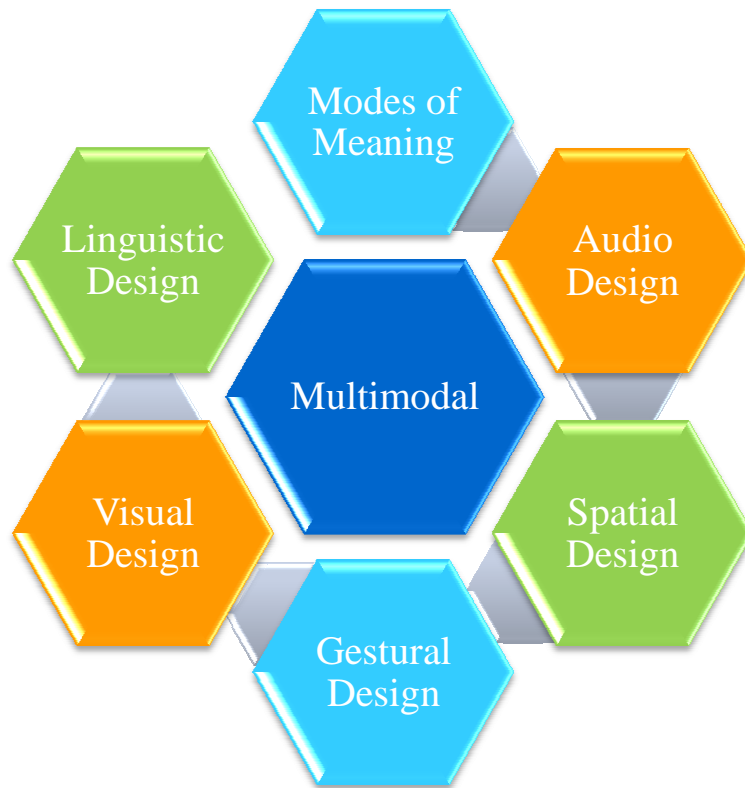 Modes of
Meaning
Audio
Design
Spatial
Design
Gestural
Design
Visual
Design
Linguistic
Design
Multimodal